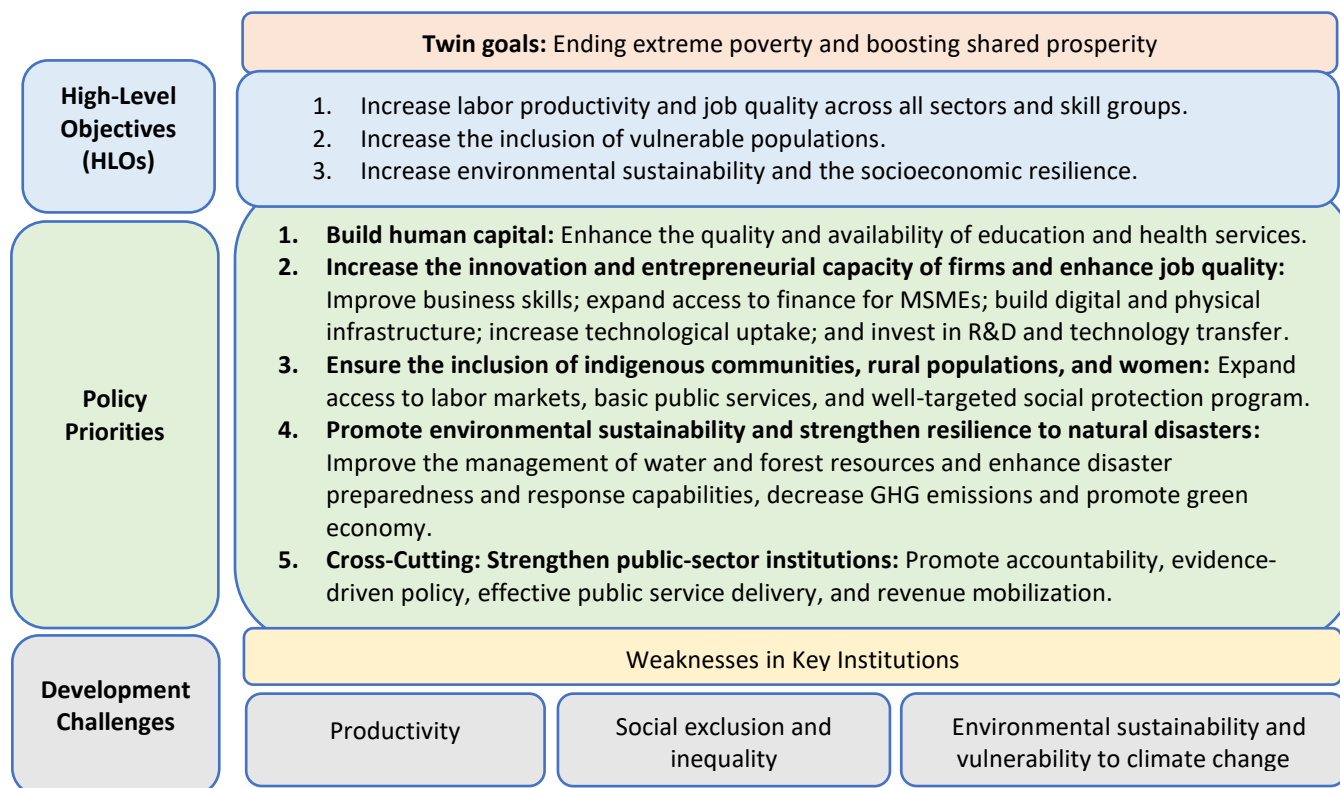 Twin goals: Ending extreme poverty and boosting shared prosperity
High-Level
Objectives
(HLOs)
1. Increase labor productivity and job quality across all sectors and skill groups.
2. Increase the inclusion of vulnerable populations.
3. Increase environmental sustainability and the socioeconomic resilience.
Policy
Priorities
1. Build human capital: Enhance the quality and availability of education and health services.
2. Increase the innovation and entrepreneurial capacity of firms and enhance job quality:
Improve business skills; expand access to finance for MSMEs; build digital and physical
infrastructure; increase technological uptake; and invest in R&D and technology transfer.
3. Ensure the inclusion of indigenous communities, rural populations, and women: Expand
access to labor markets, basic public services, and well-targeted social protection program.
4. Promote environmental sustainability and strengthen resilience to natural disasters:
Improve the management of water and forest resources and enhance disaster
preparedness and response capabilities, decrease GHG emissions and promote green
economy.
5. Cross-Cutting: Strengthen public-sector institutions: Promote accountability, evidence-
driven policy, effective public service delivery, and revenue mobilization.
Development
Challenges
Weaknesses in Key Institutions
Productivity
Social exclusion and
inequality
Environmental sustainability and
vulnerability to climate change